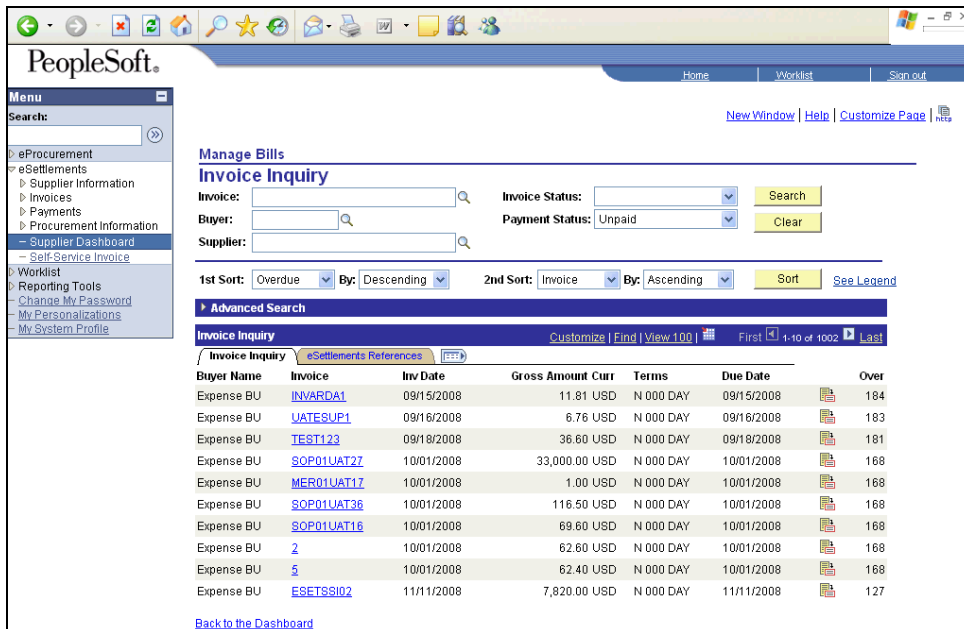 PeopleSoft.
Home Worklist Sign out
Menu
Search:
New Window | Help | Customize Page | http
eProcurement
eSettlements
Supplier Information
Invoices
Payments
Procurement Information
Supplier Dashboard
Self-Service Invoice
Worklist
Reporting Tools
Change My Password
My Personalizations
My System Profile
Manage Bills
Invoice Inquiry
Invoice: Invoice Status: Search
Buyer: Payment Status: Unpaid Clear
Supplier:
1st Sort: Overdue By: Descending 2nd Sort: Invoice By: Ascending Sort See Legend
Advanced Search
Invoice Inquiry Customize | Find | View 100 | First 1-10 of 1002 Last
Invoice Inquiry eSettlements References
Buyer Name Invoice Inv Date Gross Amount Curr Terms Due Date Over
Expense BU INVARDA1 09/15/2008 11.81 USD N 000 DAY 09/15/2008 184
Expense BU UATESUP1 09/16/2008 6.76 USD N 000 DAY 09/16/2008 183
Expense BU TEST123 09/18/2008 36.60 USD N 000 DAY 09/18/2008 181
Expense BU SOP01UAT27 10/01/2008 33,000.00 USD N 000 DAY 10/01/2008 168
Expense BU MER01UAT17 10/01/2008 1.00 USD N 000 DAY 10/01/2008 168
Expense BU SOP01UAT36 10/01/2008 116.50 USD N 000 DAY 10/01/2008 168
Expense BU SOP01UAT16 10/01/2008 69.60 USD N 000 DAY 10/01/2008 168
Expense BU 2 10/01/2008 62.60 USD N 000 DAY 10/01/2008 168
Expense BU 5 10/01/2008 62.40 USD N 000 DAY 10/01/2008 168
Expense BU ESETSSI02 11/11/2008 7,820.00 USD N 000 DAY 11/11/2008 127
Back to the Dashboard